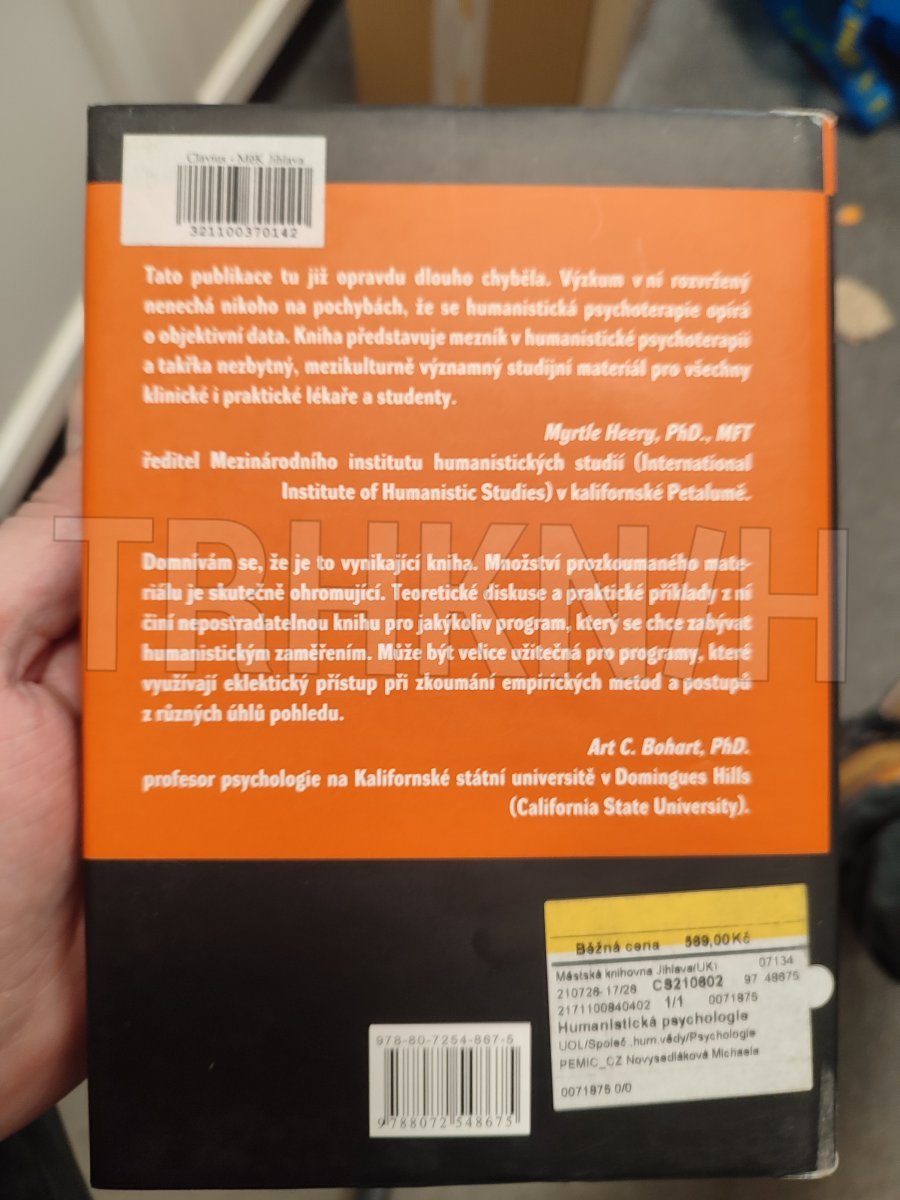 Clavius - MěK Jihlava
321100370142
Tato publikace tu již opravdu dlouho chyběla. Výzkum v ní rozvržený
nenechá nikoho na pochybách, že se humanistická psychoterapie opírá
o objektivní data. Kniha představuje mezník v humanistické psychoterapii
a takřka nezbytný, mezikulturně významný studijní materiál pro všechny
klinické i praktické lékaře a studenty.
Myrtle Heery, PhD., MFT
ředitel Mezinárodního institutu humanistických studií (International
Institute of Humanistic Studies) v kalifornské Petalumě.
TRHKN/H
Domnívám se, že je to vynikající kniha. Množství prozkoumaného mate-
riálu je skutečně ohromující. Teoretické diskuse a praktické příklady z ní
činí nepostradatelnou knihu pro jakýkoliv program, který se chce zabývat
humanistickým zaměřením. Může být velice užitečná pro programy, které
využívají eklektický přístup při zkoumání empirických metod a postupů
z různých úhlů pohledu.
Art C. Bohart, PhD.
profesor psychologie na Kalifornské státní universitě v Domingues Hills
(California State University).
Běžná cena 589,00 Kč
Městská knihovna Jihlava(UK) 07134
210728- 17/28 CS210802 97 48675
2171100840402 1/1 0071875
Humanistická psychologie
UOL/Společ.,hum.vědy/Psychologie
PEMIC_CZ Novysedláková Michaela
0071875.0/0
978-80-7254-867-5
9788072548675